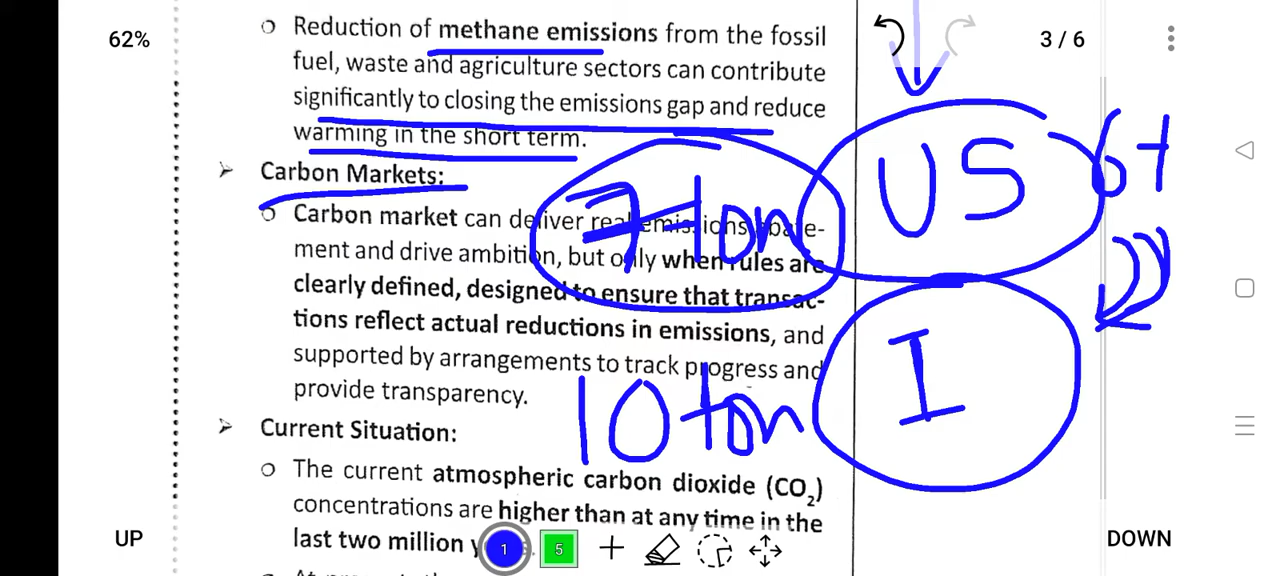 62%
3 / 6
Reduction of methane emissions from the fossil
fuel, waste and agriculture sectors can contribute
significantly to closing the emissions gap and reduce
warming in the short term.
US
6t
Carbon Markets:
7 ton
Carbon market can deliver real emissions abate-
ment and drive ambition, but only when rules are
clearly defined, designed to ensure that transac-
tions reflect actual reductions in emissions, and
I
supported by arrangements to track progress and
provide transparency.
10 ton
Current Situation:
The current atmospheric carbon dioxide (CO₂)
concentrations are higher than at any time in the
last two million
UP
1
5
DOWN